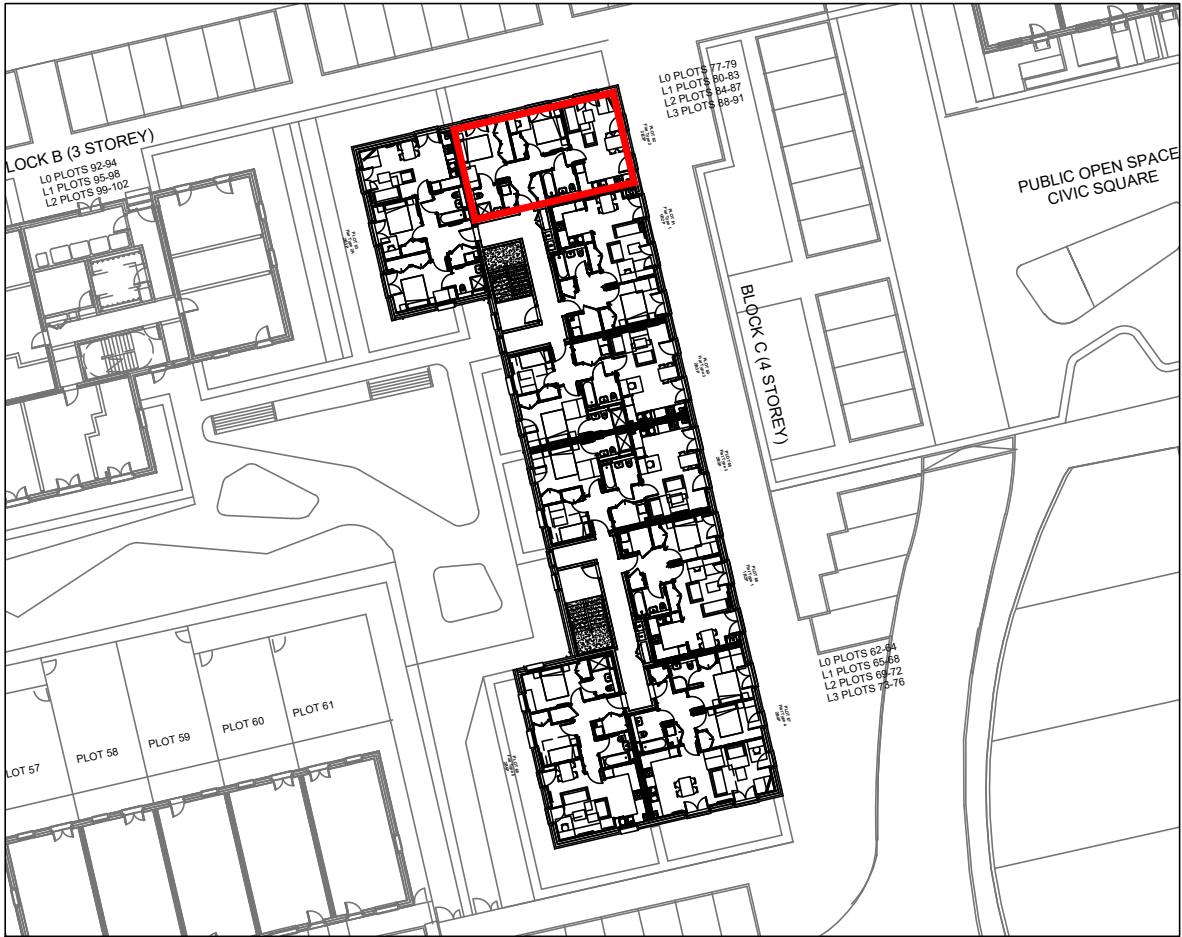 L0 PLOTS 77-79
L1 PLOTS 80-83
L2 PLOTS 84-87
L3 PLOTS 88-91
LOCK B (3 STOREY)
L0 PLOTS 92-94
L1 PLOTS 95-98
L2 PLOTS 99-102
PUBLIC OPEN SPACE
CIVIC SQUARE
BLOCK C (4 STOREY)
L0 PLOTS 62-64
L1 PLOTS 65-68
L2 PLOTS 69-72
L3 PLOTS 73-76
LOT 57
PLOT 58
PLOT 59
PLOT 60
PLOT 61